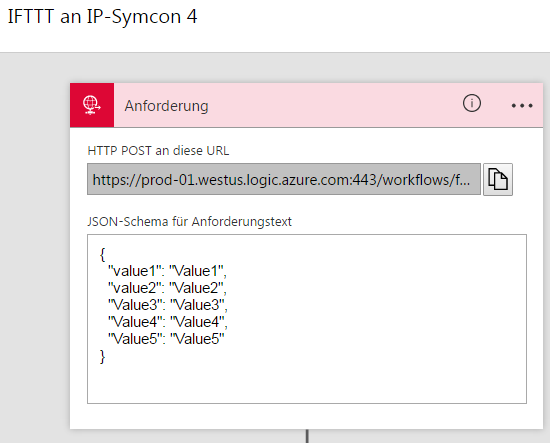 IFTTT an IP-Symcon 4
Anforderung
HTTP POST an diese URL
https://prod-01.westus.logic.azure.com:443/workflows/f...
JSON-Schema für Anforderungstext
{
"value1": "Value1",
"value2": "Value2",
"Value3": "Value3",
"Value4": "Value4",
"Value5": "Value5"
}